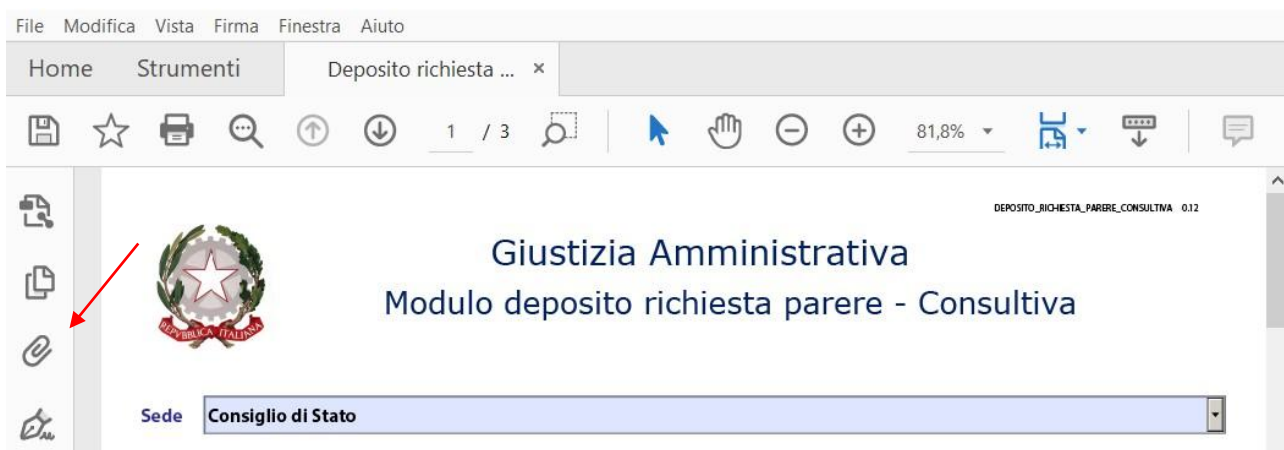 File Modifica Vista Firma Finestra Aiuto
Home Strumenti Deposito richiesta ... ×
1 / 3 81,8%
DEPOSITO_RICHIESTA_PARERE_CONSULTIVA 0.12
Giustizia Amministrativa
Modulo deposito richiesta parere - Consultiva
REPVBBLICA ITALIANA
Sede Consiglio di Stato